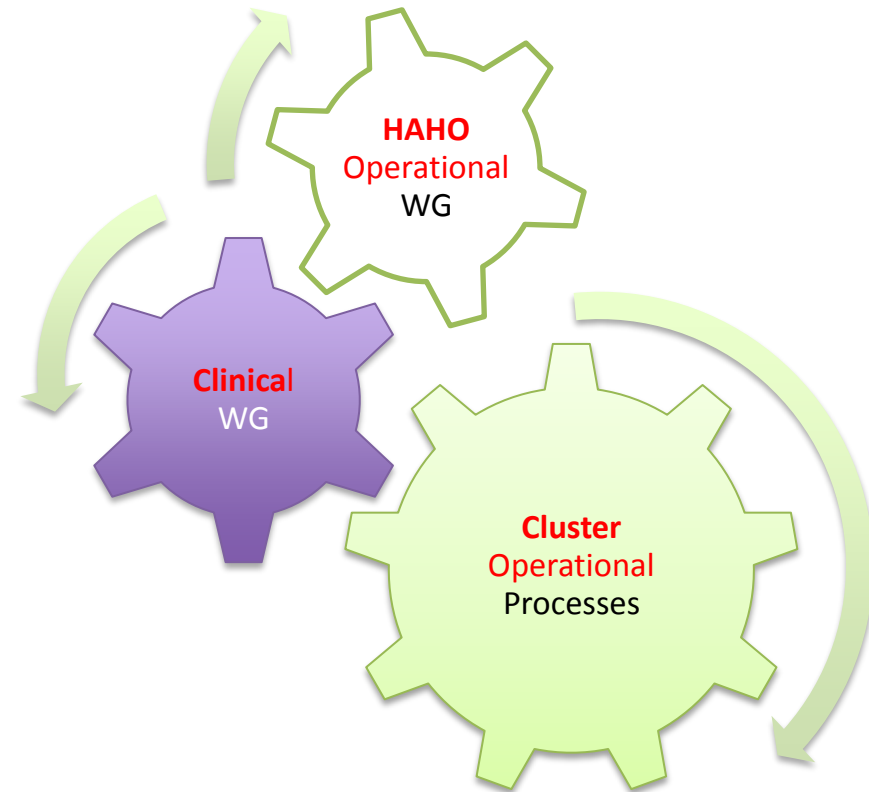 HAHO
Operational
WG
Clinical
WG
Cluster
Operational
Processes